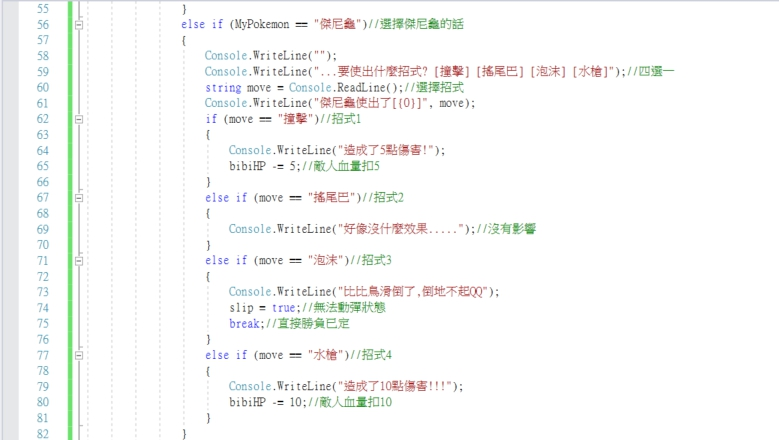 55 }
56 else if (MyPokemon == "傑尼龜")//選擇傑尼龜的話
57 {
58 Console.WriteLine("");
59 Console.WriteLine("...要使出什麼招式? [撞擊] [搖尾巴] [泡沫] [水槍]");//四選一
60 string move = Console.ReadLine();//選擇招式
61 Console.WriteLine("傑尼龜使出了[{0}]", move);
62 if (move == "撞擊")//招式1
63 {
64 Console.WriteLine("造成了5點傷害!");
65 bibiHP -= 5;//敵人血量扣5
66 }
67 else if (move == "搖尾巴")//招式2
68 {
69 Console.WriteLine("好像沒什麼效果.....");//沒有影響
70 }
71 else if (move == "泡沫")//招式3
72 {
73 Console.WriteLine("比比鳥滑倒了,倒地不起QQ");
74 slip = true;//無法動彈狀態
75 break;//直接勝負已定
76 }
77 else if (move == "水槍")//招式4
78 {
79 Console.WriteLine("造成了10點傷害!!!");
80 bibiHP -= 10;//敵人血量扣10
81 }
82 }